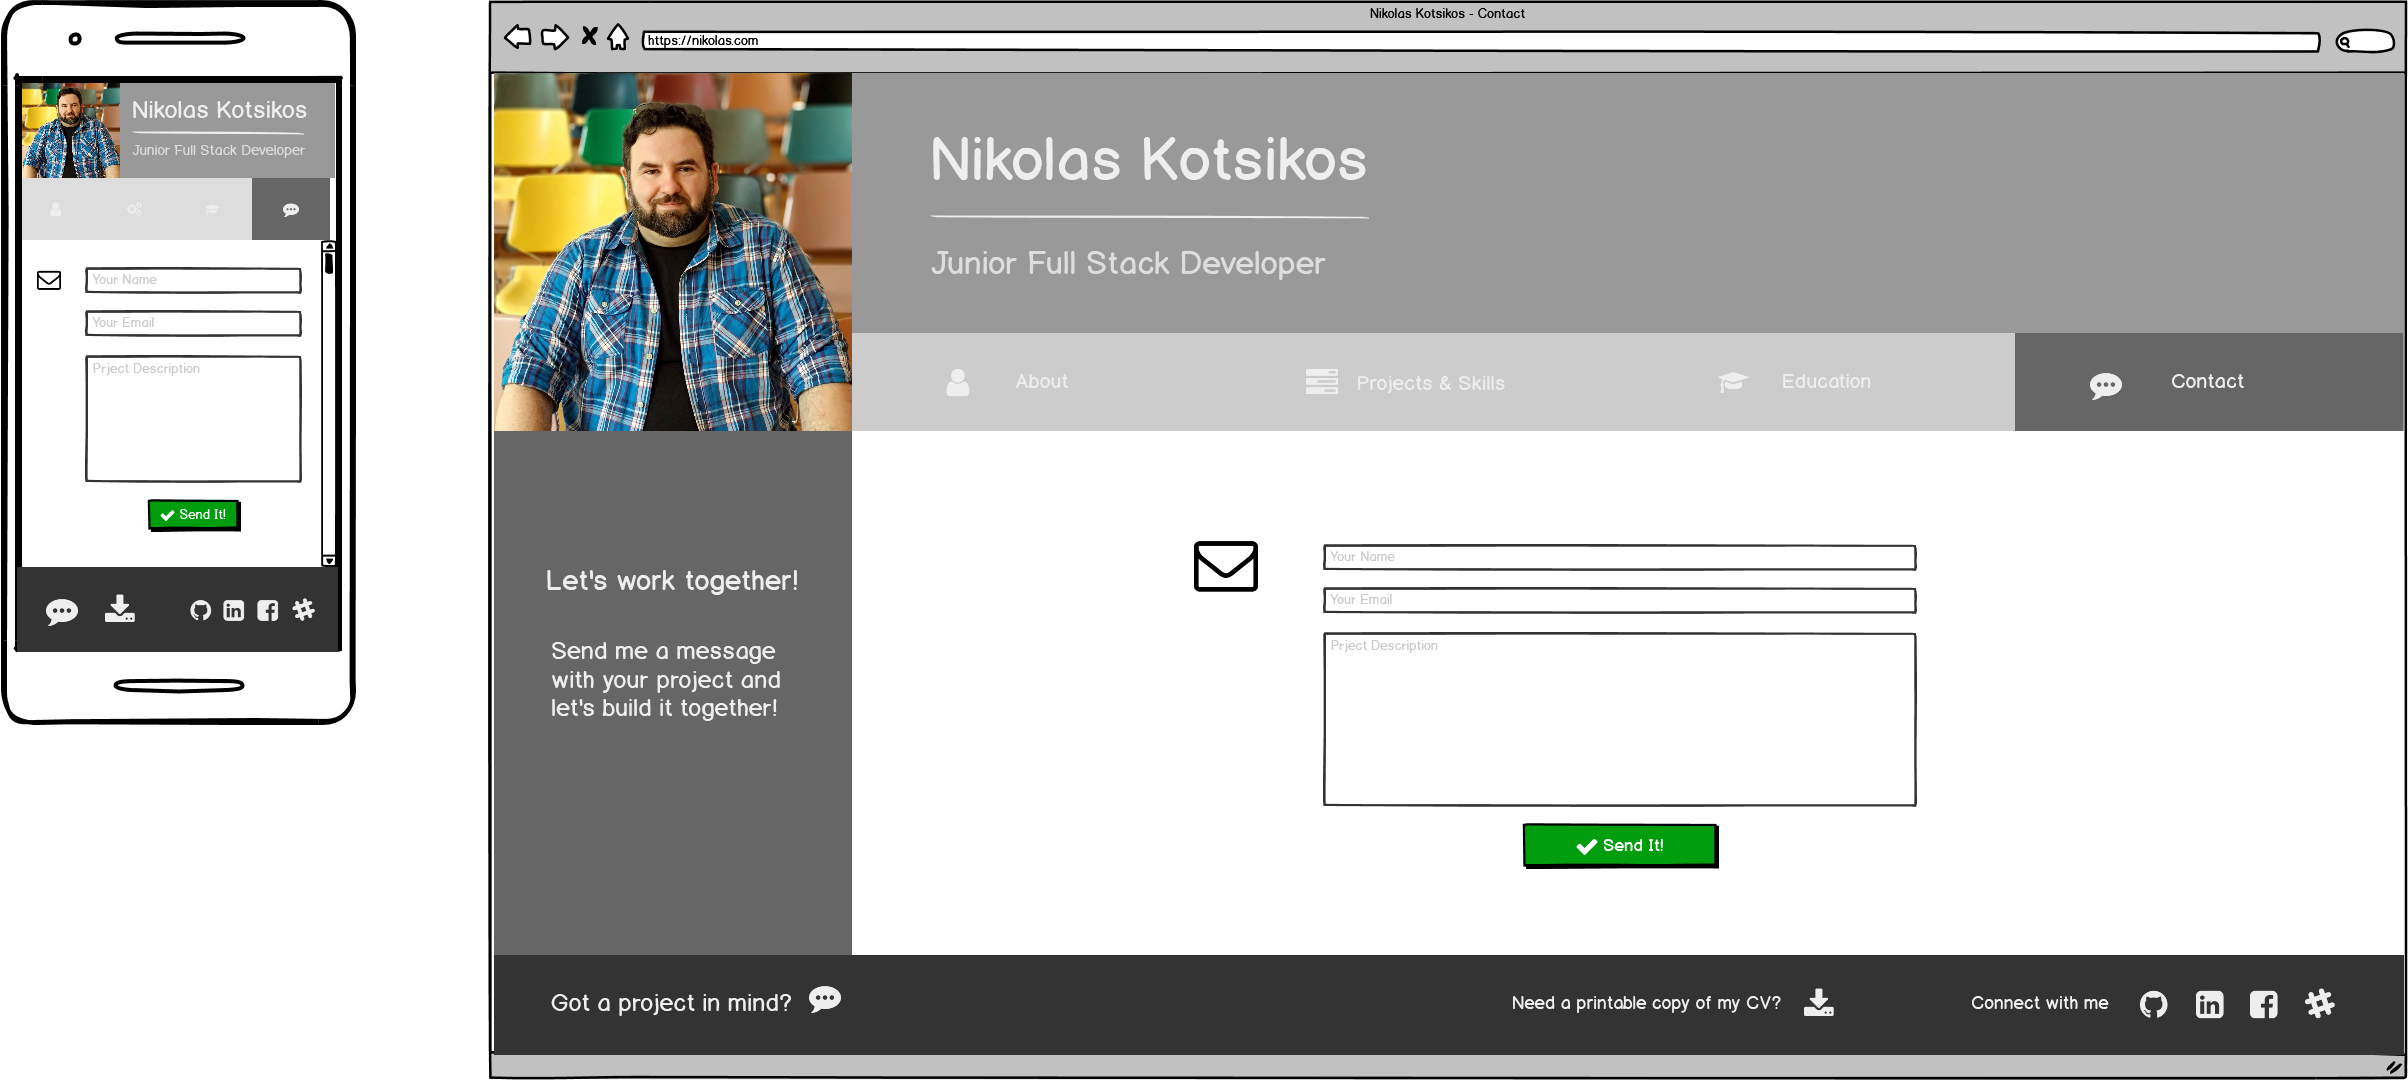 Nikolas Kotsikos
Junior Full Stack Developer
Your Name
Your Email
Prject Description
Send It!
Nikolas Kotsikos - Contact
https://nikolas.com
Nikolas Kotsikos
Junior Full Stack Developer
About
Projects & Skills
Education
Contact
Let's work together!
Send me a message
with your project and
let's build it together!
Your Name
Your Email
Prject Description
Send It!
Got a project in mind?
Need a printable copy of my CV?
Connect with me